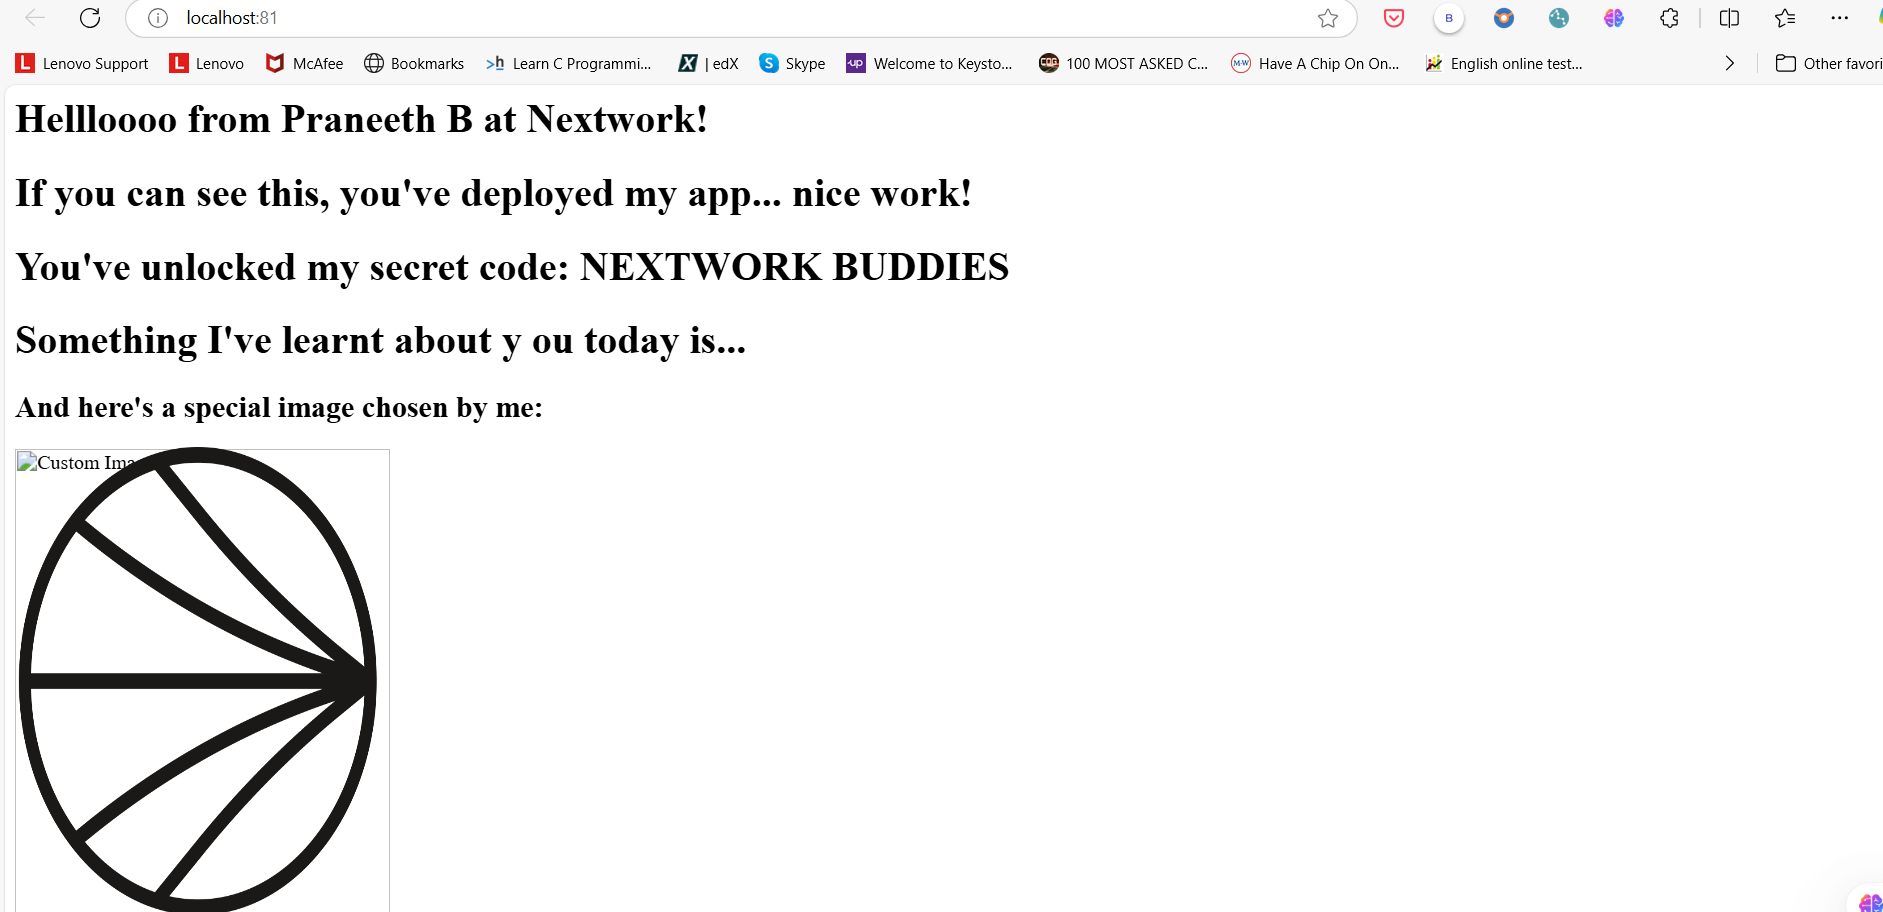 localhost:81
B
L Lenovo Support
L Lenovo
McAfee
Bookmarks
>h Learn C Programmi...
X | edX
S Skype
up Welcome to Keysto...
100 MOST ASKED C...
M-W Have A Chip On On...
English online test...
Other favori
Hellloooo from Praneeth B at Nextwork!
If you can see this, you've deployed my app... nice work!
You've unlocked my secret code: NEXTWORK BUDDIES
Something I've learnt about y ou today is...
And here's a special image chosen by me:
Custom Ima